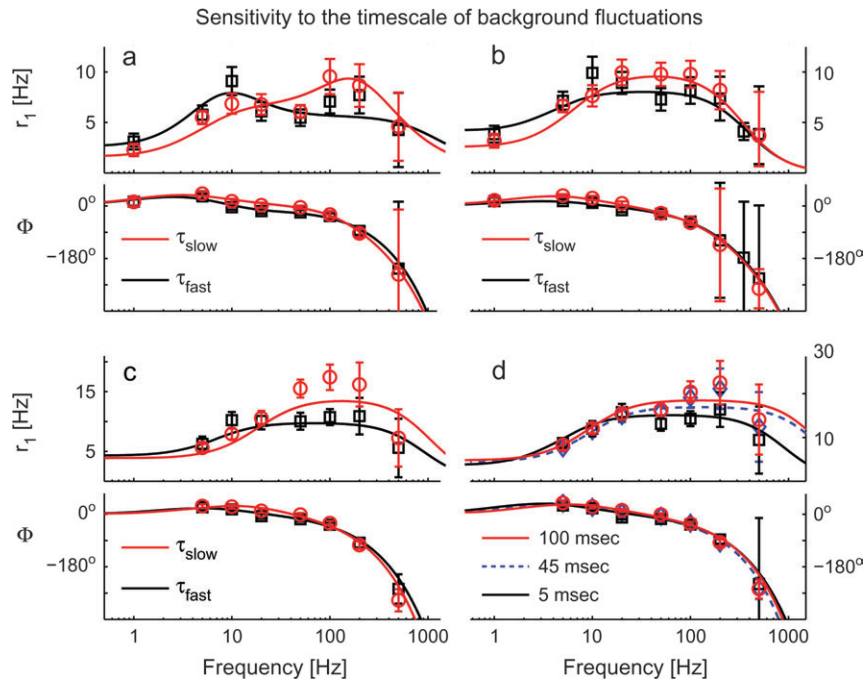 Sensitivity to the timescale of background fluctuations
a
b
r1 [Hz]
10
5
10
5
Φ
0°
−180°
0°
−180°
τslow
τfast
τslow
τfast
c
d
r1 [Hz]
15
5
30
20
10
Φ
0°
−180°
0°
−180°
τslow
τfast
100 msec
45 msec
5 msec
1 10 100 1000
1 10 100 1000
Frequency [Hz]
Frequency [Hz]